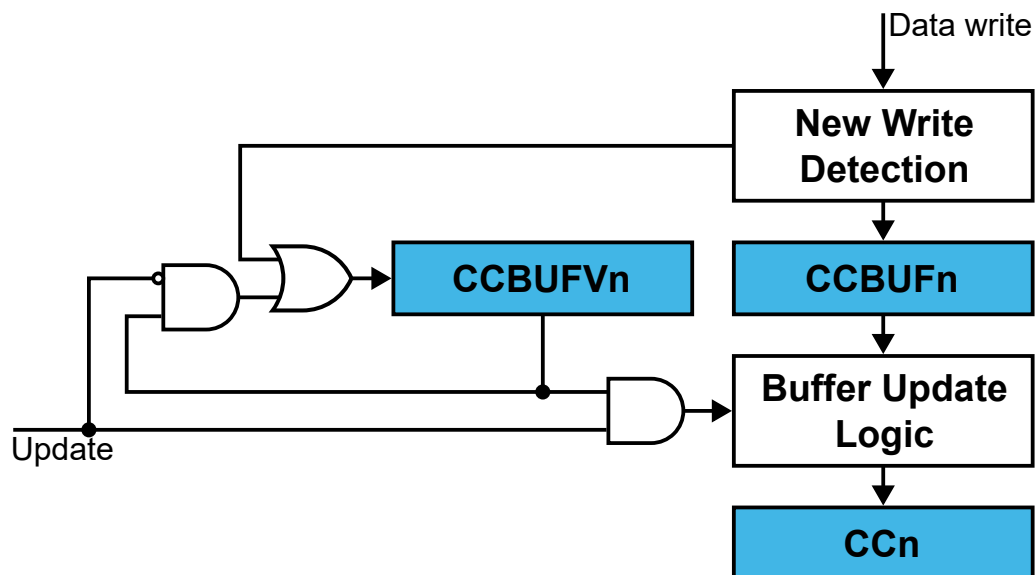 Data write
New Write
Detection
CCBUFVn
CCBUFn
Buffer Update
Logic
Update
CCn